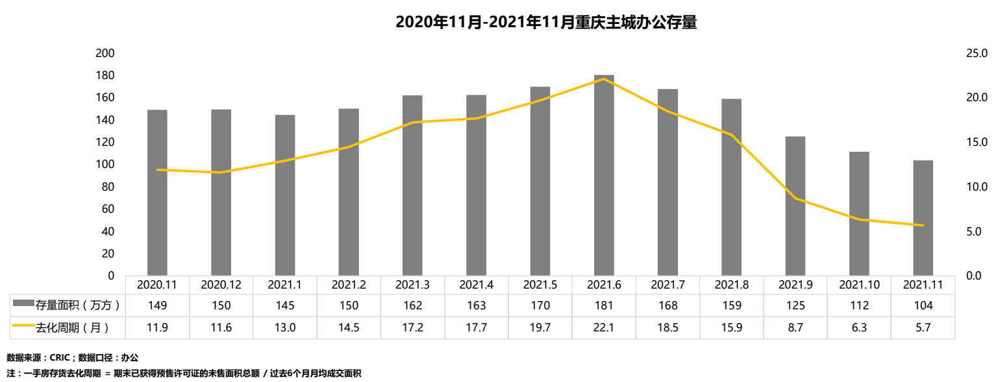 2020年11月-2021年11月重庆主城办公存量
200 25.0
180
160 20.0
140
120 15.0
100
80 10.0
60
40 5.0
20
0 0.0
2020.11 2020.12 2021.1 2021.2 2021.3 2021.4 2021.5 2021.6 2021.7 2021.8 2021.9 2021.10 2021.11
存量面积（万方） 149 150 145 150 162 163 170 181 168 159 125 112 104
去化周期（月） 11.9 11.6 13.0 14.5 17.2 17.7 19.7 22.1 18.5 15.9 8.7 6.3 5.7
数据来源：CRIC；数据口径：办公
注：一手房存货去化周期 = 期末已获得预售许可证的未售面积总额 / 过去6个月月均成交面积